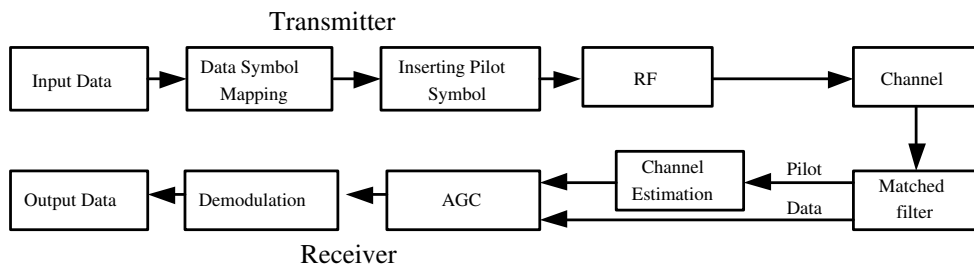 Transmitter
Input Data
Data Symbol
Mapping
Inserting Pilot
Symbol
RF
Channel
Output Data
Demodulation
AGC
Channel
Estimation
Pilot
Data
Matched
filter
Receiver